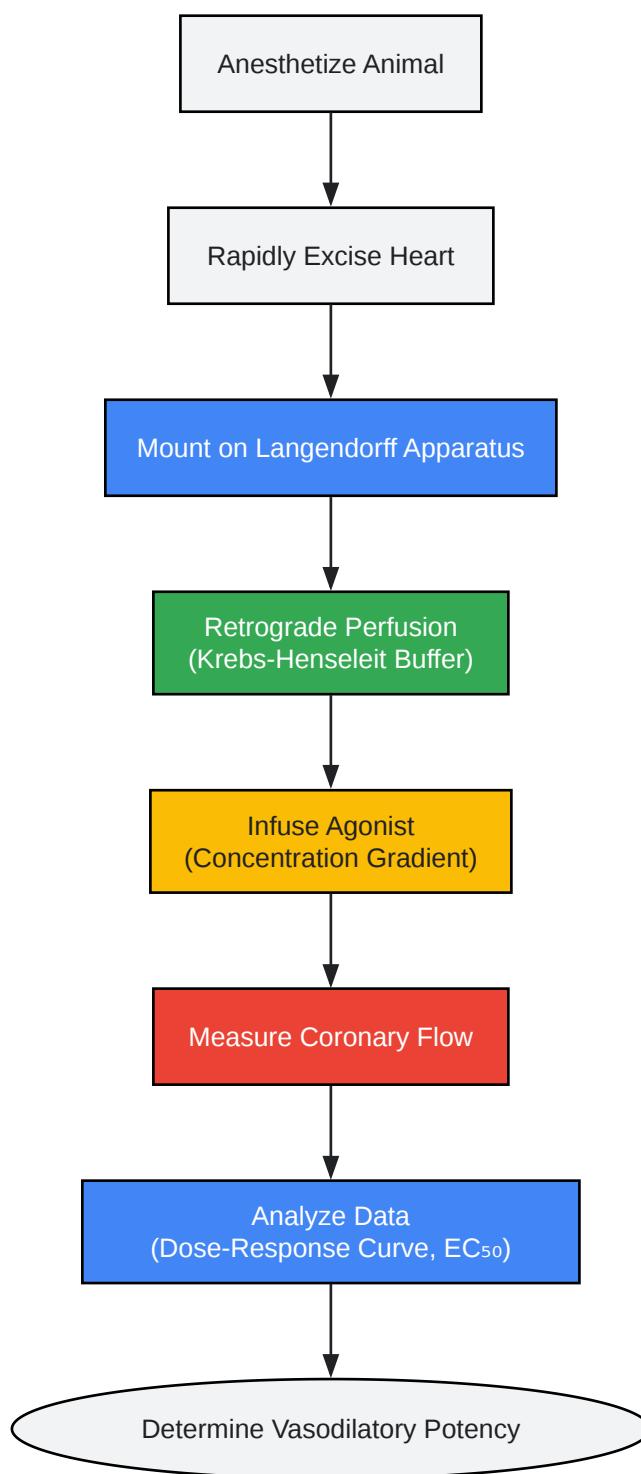 Anesthetize Animal
Rapidly Excise Heart
Mount on Langendorff Apparatus
Retrograde Perfusion
(Krebs-Henseleit Buffer)
Infuse Agonist
(Concentration Gradient)
Measure Coronary Flow
Analyze Data
(Dose-Response Curve, EC₅₀)
Determine Vasodilatory Potency